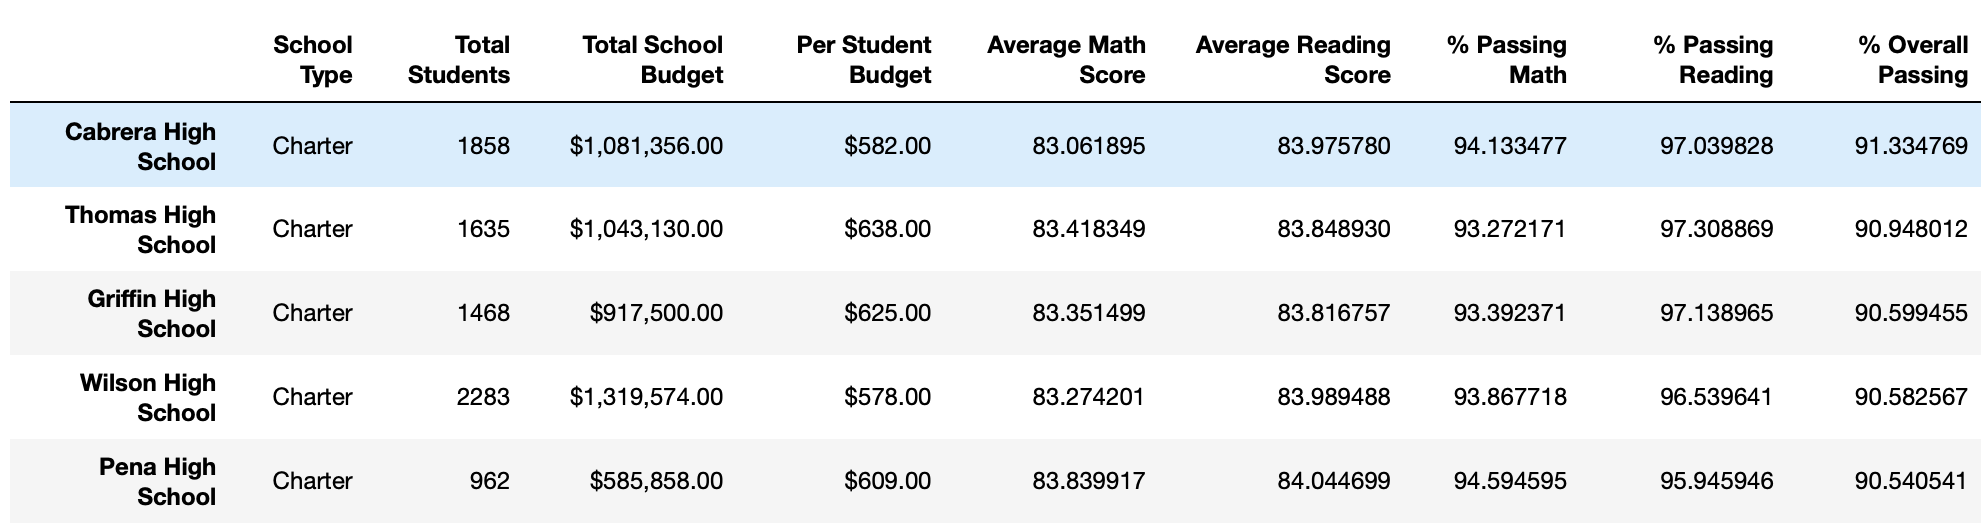 School Type Total Students Total School Budget Per Student Budget Average Math Score Average Reading Score % Passing Math % Passing Reading % Overall Passing
Cabrera High School Charter 1858 $1,081,356.00 $582.00 83.061895 83.975780 94.133477 97.039828 91.334769
Thomas High School Charter 1635 $1,043,130.00 $638.00 83.418349 83.848930 93.272171 97.308869 90.948012
Griffin High School Charter 1468 $917,500.00 $625.00 83.351499 83.816757 93.392371 97.138965 90.599455
Wilson High School Charter 2283 $1,319,574.00 $578.00 83.274201 83.989488 93.867718 96.539641 90.582567
Pena High School Charter 962 $585,858.00 $609.00 83.839917 84.044699 94.594595 95.945946 90.540541